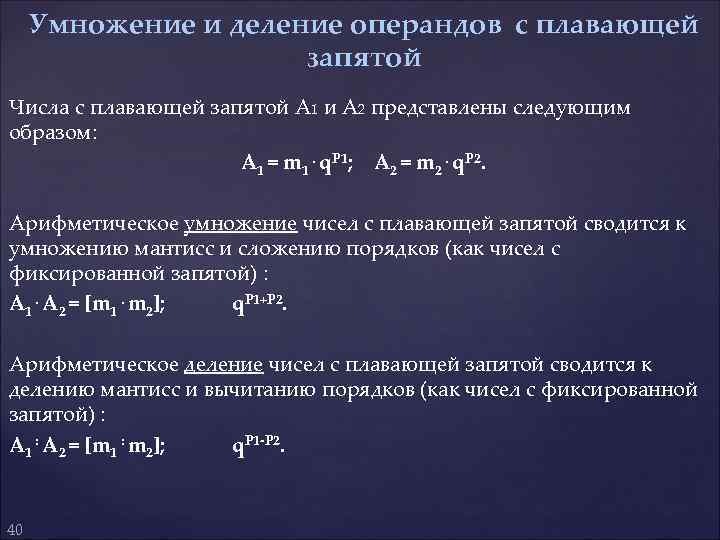 Умножение и деление операндов с плавающей
запятой
Числа с плавающей запятой А1 и А2 представлены следующим
образом:
A1 = m1·qP1; A2 = m2·qP2.
Арифметическое умножение чисел с плавающей запятой сводится к
умножению мантисс и сложению порядков (как чисел с
фиксированной запятой) :
A1·A2 = [m1·m2]; qP1+P2.
Арифметическое деление чисел с плавающей запятой сводится к
делению мантисс и вычитанию порядков (как чисел с фиксированной
запятой) :
A1:A2 = [m1:m2]; qP1-P2.
40